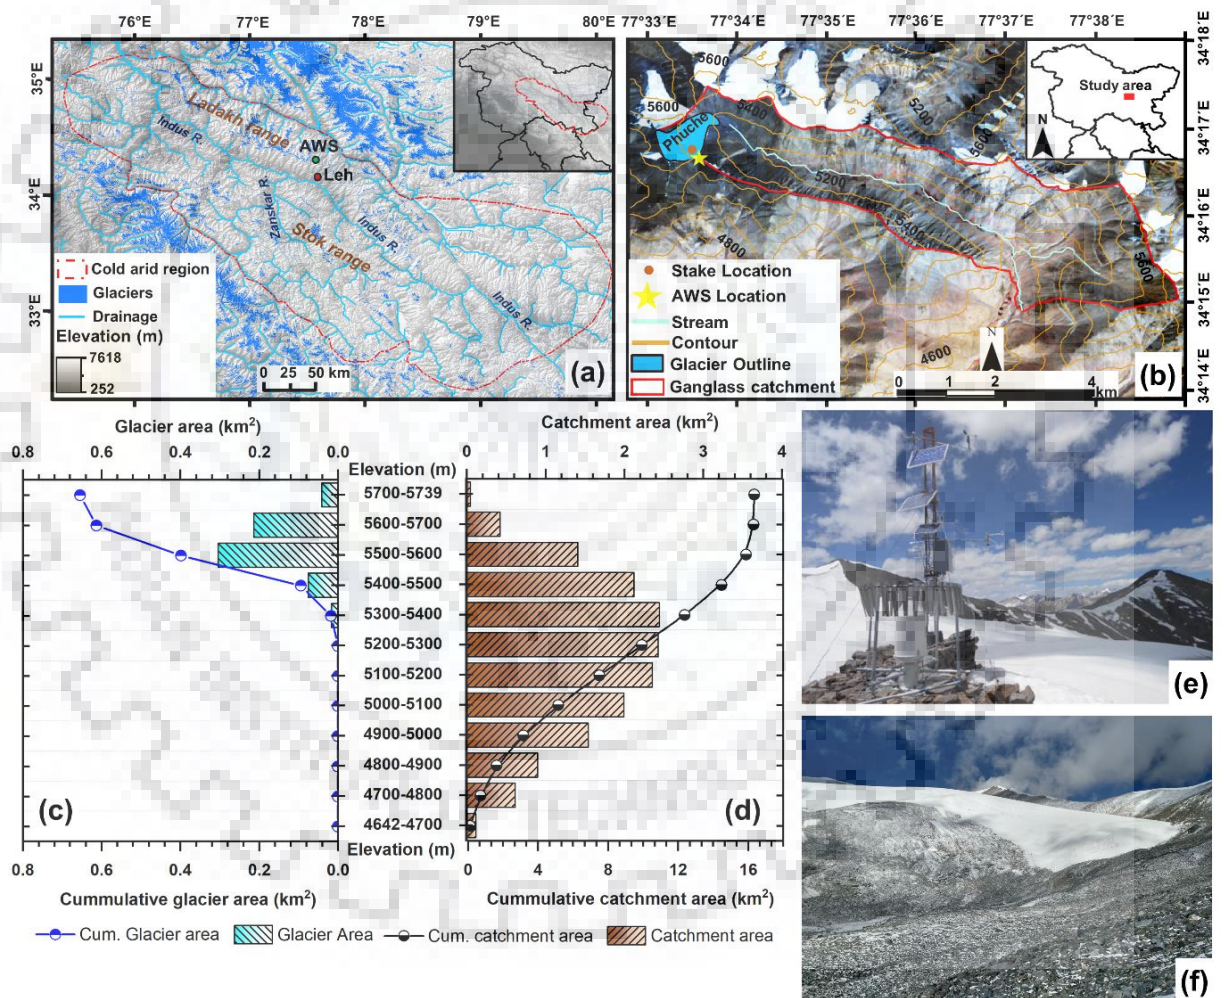 76°E 77°E 78°E 79°E 80°E
35°E
34°E
33°E
Ladakh range
Indus R.
AWS
Leh
Zanskar R.
Indus R.
Stok range
Indus R.
Cold arid region
Glaciers
Drainage
Elevation (m)
7618
252
0 25 50 km
(a)
77°33' 77°34'E 77°35'E 77°36'E 77°37'E 77°38'E
34°18'E
34°17'E
34°16'E
34°15'E
34°14'E
5600
5600
5400
5200
5600
Phuche
5200
5400
4800
5600
4600
Study area
N
Stake Location
AWS Location
Stream
Contour
Glacier Outline
Ganglass catchment
N
0 1 2 4 km
(b)
Glacier area (km2)
0.8 0.6 0.4 0.2 0.0
Catchment area (km2)
0 1 2 3 4
Elevation (m)
5700-5739
5600-5700
5500-5600
5400-5500
5300-5400
5200-5300
5100-5200
5000-5100
4900-5000
4800-4900
4700-4800
4642-4700
Elevation (m)
(c)
(d)
0.8 0.6 0.4 0.2 0.0
0 4 8 12 16
Cummulative glacier area (km2)
Cummulative catchment area (km2)
Cum. Glacier area
Glacier Area
Cum. catchment area
Catchment area
(e)
(f)